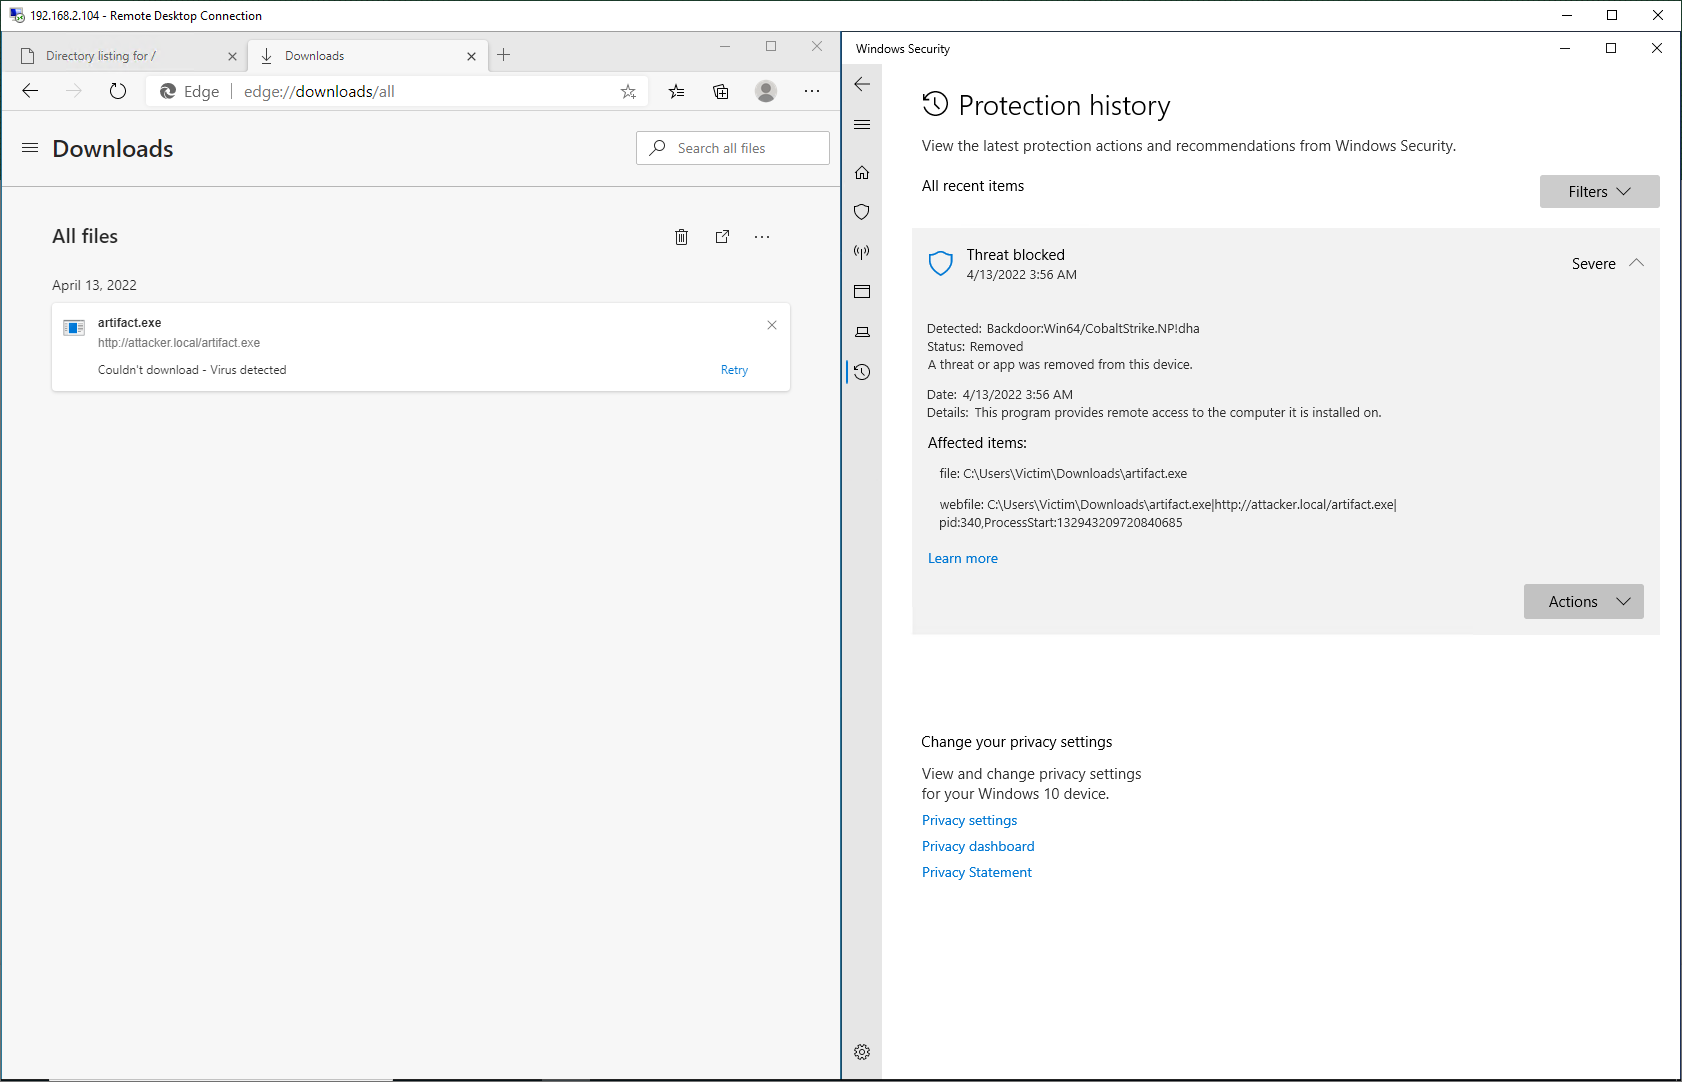 192.168.2.104 - Remote Desktop Connection
Directory listing for /
Downloads
Edge
edge://downloads/all
Downloads
Search all files
All files
April 13, 2022
artifact.exe
http://attacker.local/artifact.exe
Couldn't download - Virus detected
Retry
Windows Security
Protection history
View the latest protection actions and recommendations from Windows Security.
All recent items
Filters
Threat blocked
4/13/2022 3:56 AM
Severe
Detected: Backdoor:Win64/CobaltStrike.NP!dha
Status: Removed
A threat or app was removed from this device.
Date: 4/13/2022 3:56 AM
Details: This program provides remote access to the computer it is installed on.
Affected items:
file: C:\Users\Victim\Downloads\artifact.exe
webfile: C:\Users\Victim\Downloads\artifact.exe|http://attacker.local/artifact.exe|
pid:340,ProcessStart:132943209720840685
Learn more
Actions
Change your privacy settings
View and change privacy settings
for your Windows 10 device.
Privacy settings
Privacy dashboard
Privacy Statement